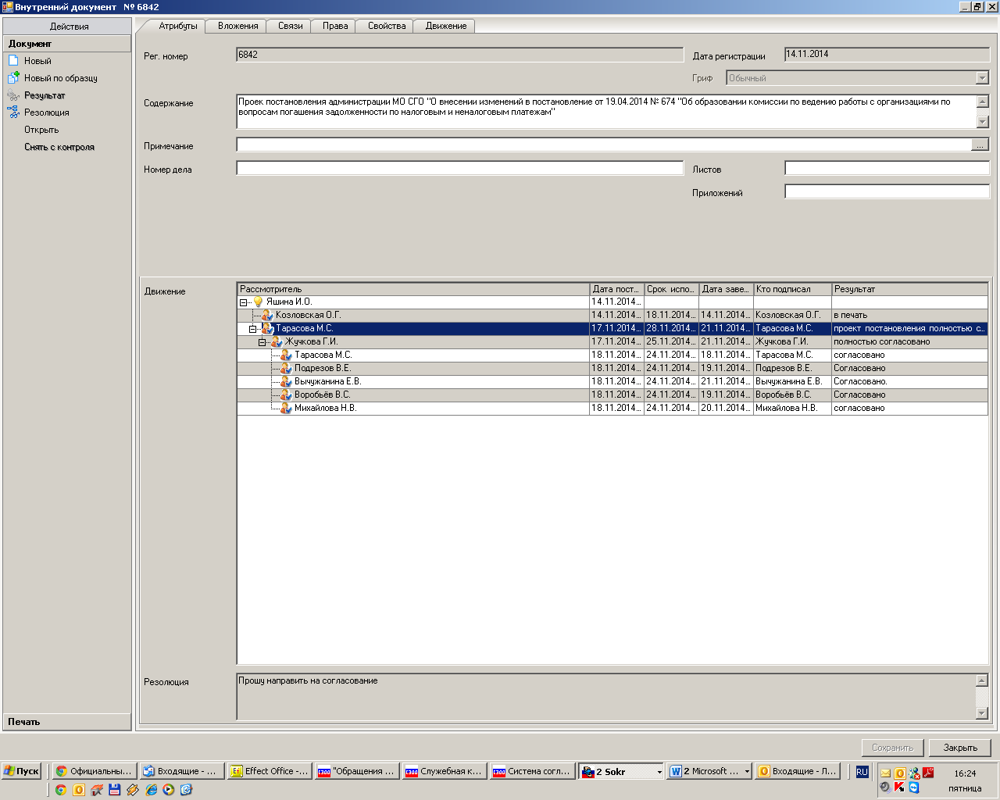 Внутренний документ № 6842
Действия
Документ
Новый
Новый по образцу
Результат
Резолюция
Открыть
Снять с контроля
Печать
Атрибуты Вложения Связи Права Свойства Движение
Рег. номер 6842 Дата регистрации 14.11.2014
Гриф Обычный
Содержание Проек постановления администрации МО СГО "О внесении изменений в постановление от 19.04.2014 № 674 "Об образовании комиссии по ведению работы с организациями по
вопросам погашения задолженности по налоговым и неналоговым платежам"
Примечание ...
Номер дела Листов
Приложений
Движение Рассмотритель Дата пост... Срок испо... Дата заве... Кто подписал Результат
Яшина И.О. 14.11.2014...
Козловская О.Г. 14.11.2014... 18.11.2014... 14.11.2014... Козловская О.Г. в печать
Тарасова М.С. 17.11.2014... 28.11.2014... 21.11.2014... Тарасова М.С. проект постановления полностью с...
Жучкова Г.И. 17.11.2014... 25.11.2014... 21.11.2014... Жучкова Г.И. полностью согласовано
Тарасова М.С. 18.11.2014... 24.11.2014... 18.11.2014... Тарасова М.С. согласовано
Подрезов В.Е. 18.11.2014... 24.11.2014... 19.11.2014... Подрезов В.Е. Согласовано
Вычужанина Е.В. 18.11.2014... 24.11.2014... 21.11.2014... Вычужанина Е.В. Согласовано.
Воробьёв В.С. 18.11.2014... 24.11.2014... 19.11.2014... Воробьёв В.С. Согласовано
Михайлова Н.В. 18.11.2014... 24.11.2014... 20.11.2014... Михайлова Н.В. согласовано
Резолюция Прошу направить на согласование
Сохранить Закрыть
Пуск Официальны... Входящие - ... Effect Office -... "Обращения ... Служебная к... Система согл... 2 Sokr 2 Microsoft ... Входящие - Л... RU 16:24
пятница